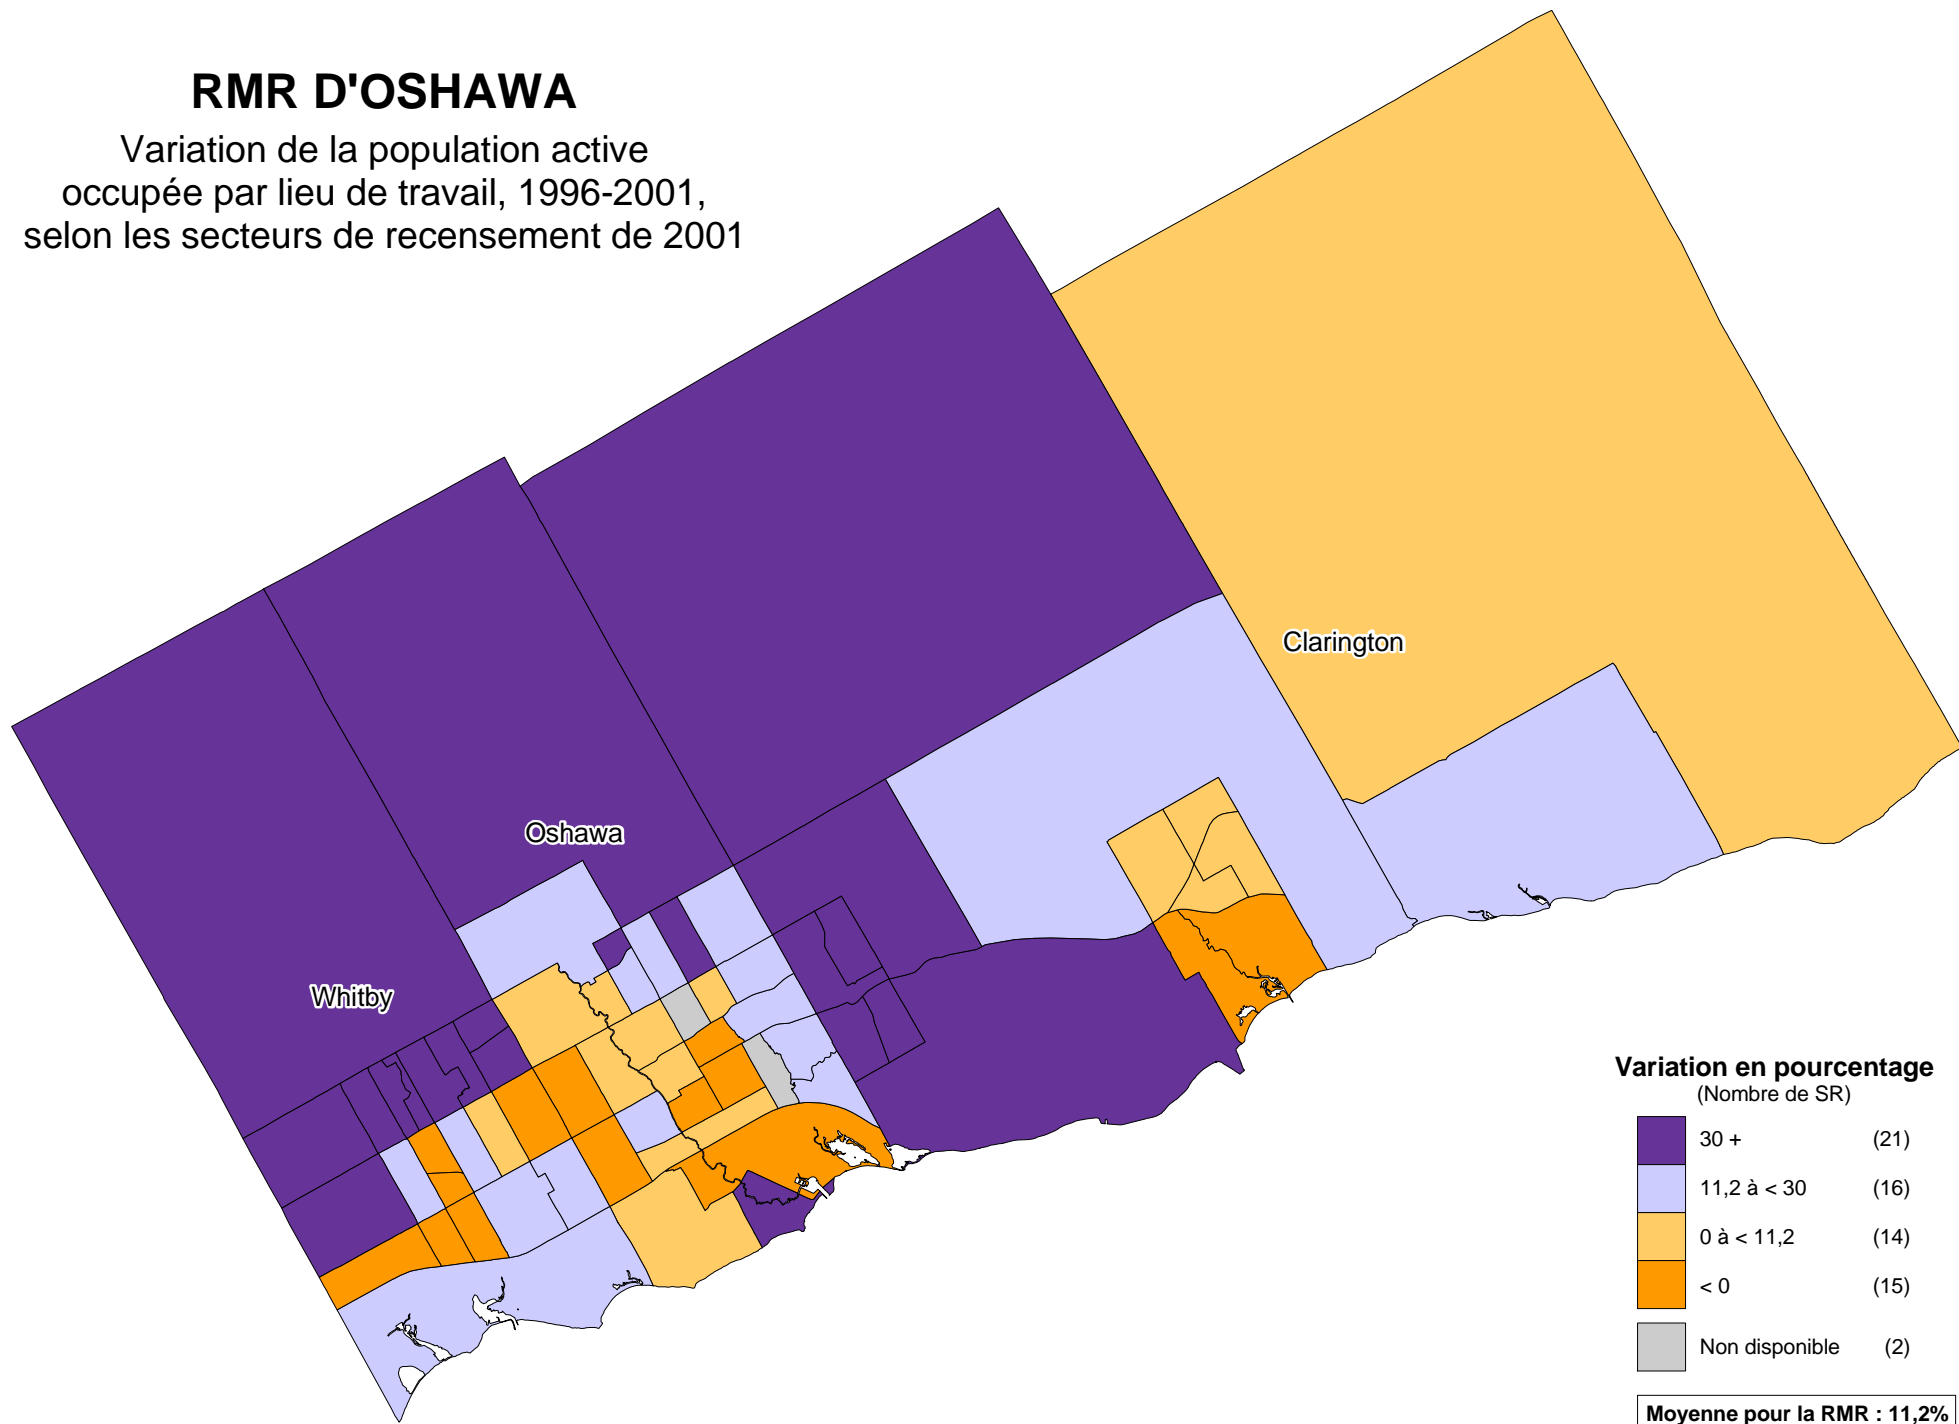 RMR D'OSHAWA
Variation de la population active
occupée par lieu de travail, 1996-2001,
selon les secteurs de recensement de 2001
Clarington
Oshawa
Whitby
Variation en pourcentage
(Nombre de SR)
30 + (21)
11,2 à < 30 (16)
0 à < 11,2 (14)
< 0 (15)
Non disponible (2)
Moyenne pour la RMR : 11,2%